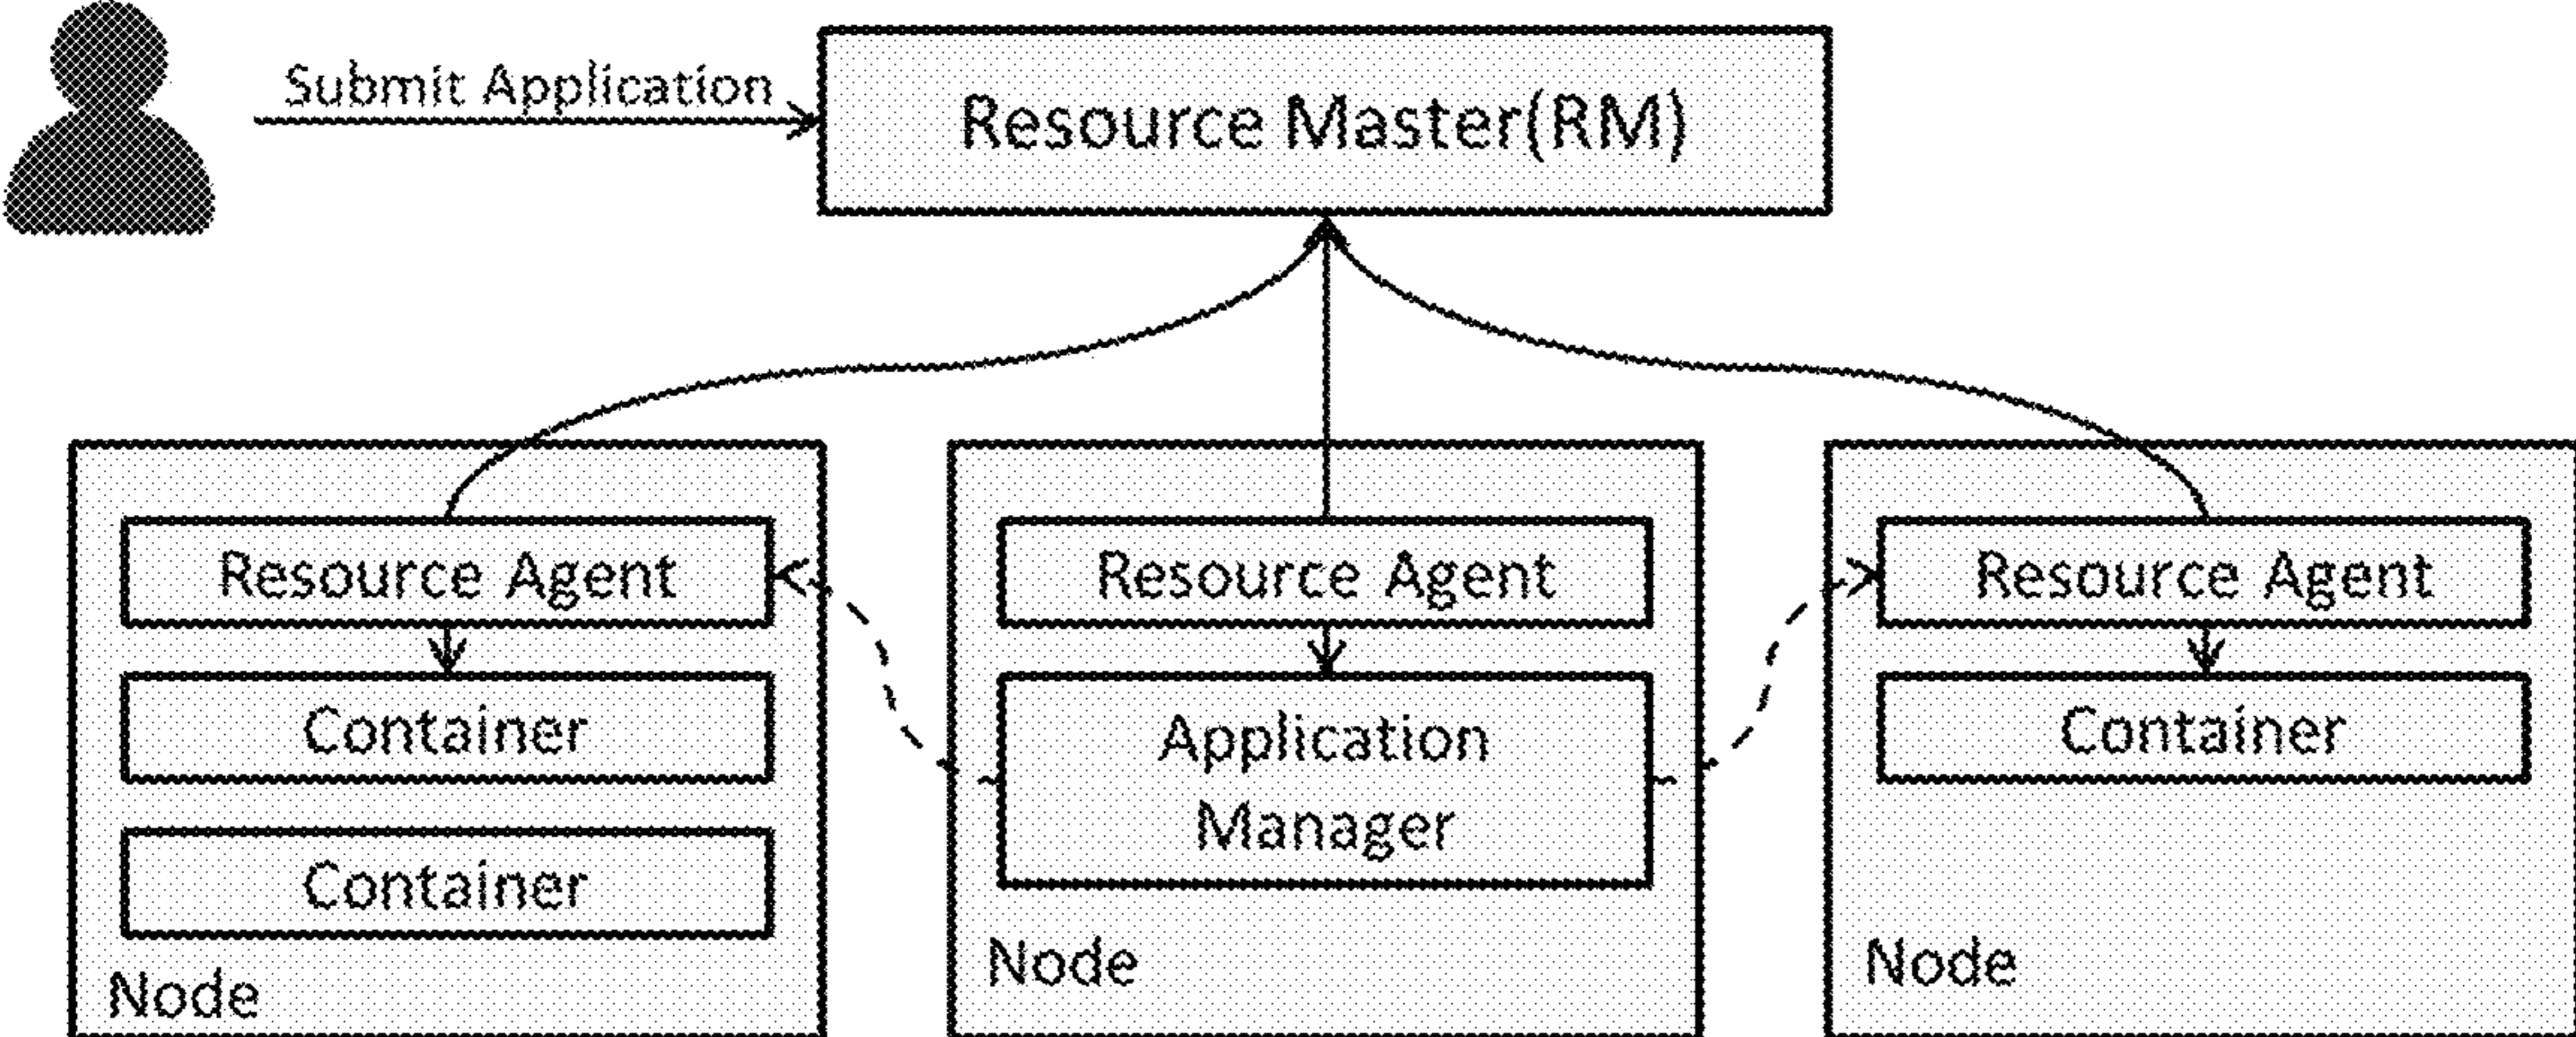 Submit Application
Resource Master(RM)
Resource Agent
Container
Container
Node
Resource Agent
Application
Manager
Node
Resource Agent
Container
Node